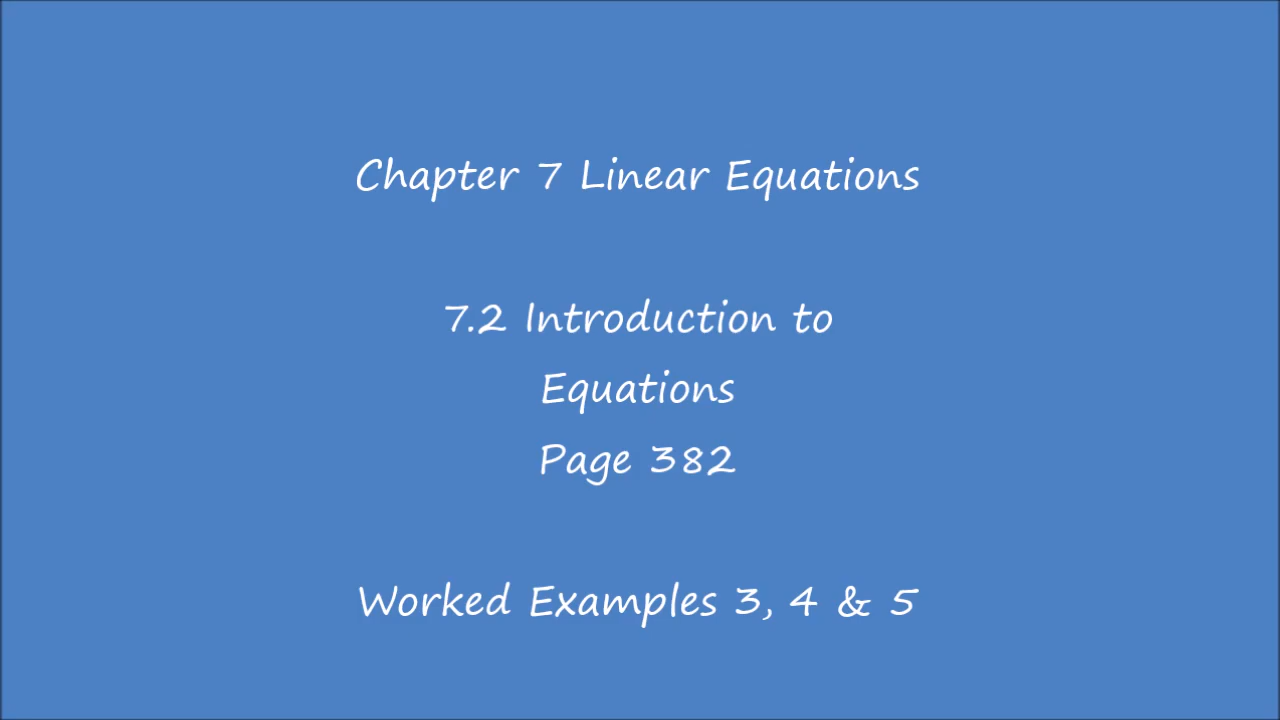 Chapter 7 Linear Equations
7.2 Introduction to
Equations
Page 382
Worked Examples 3, 4 & 5